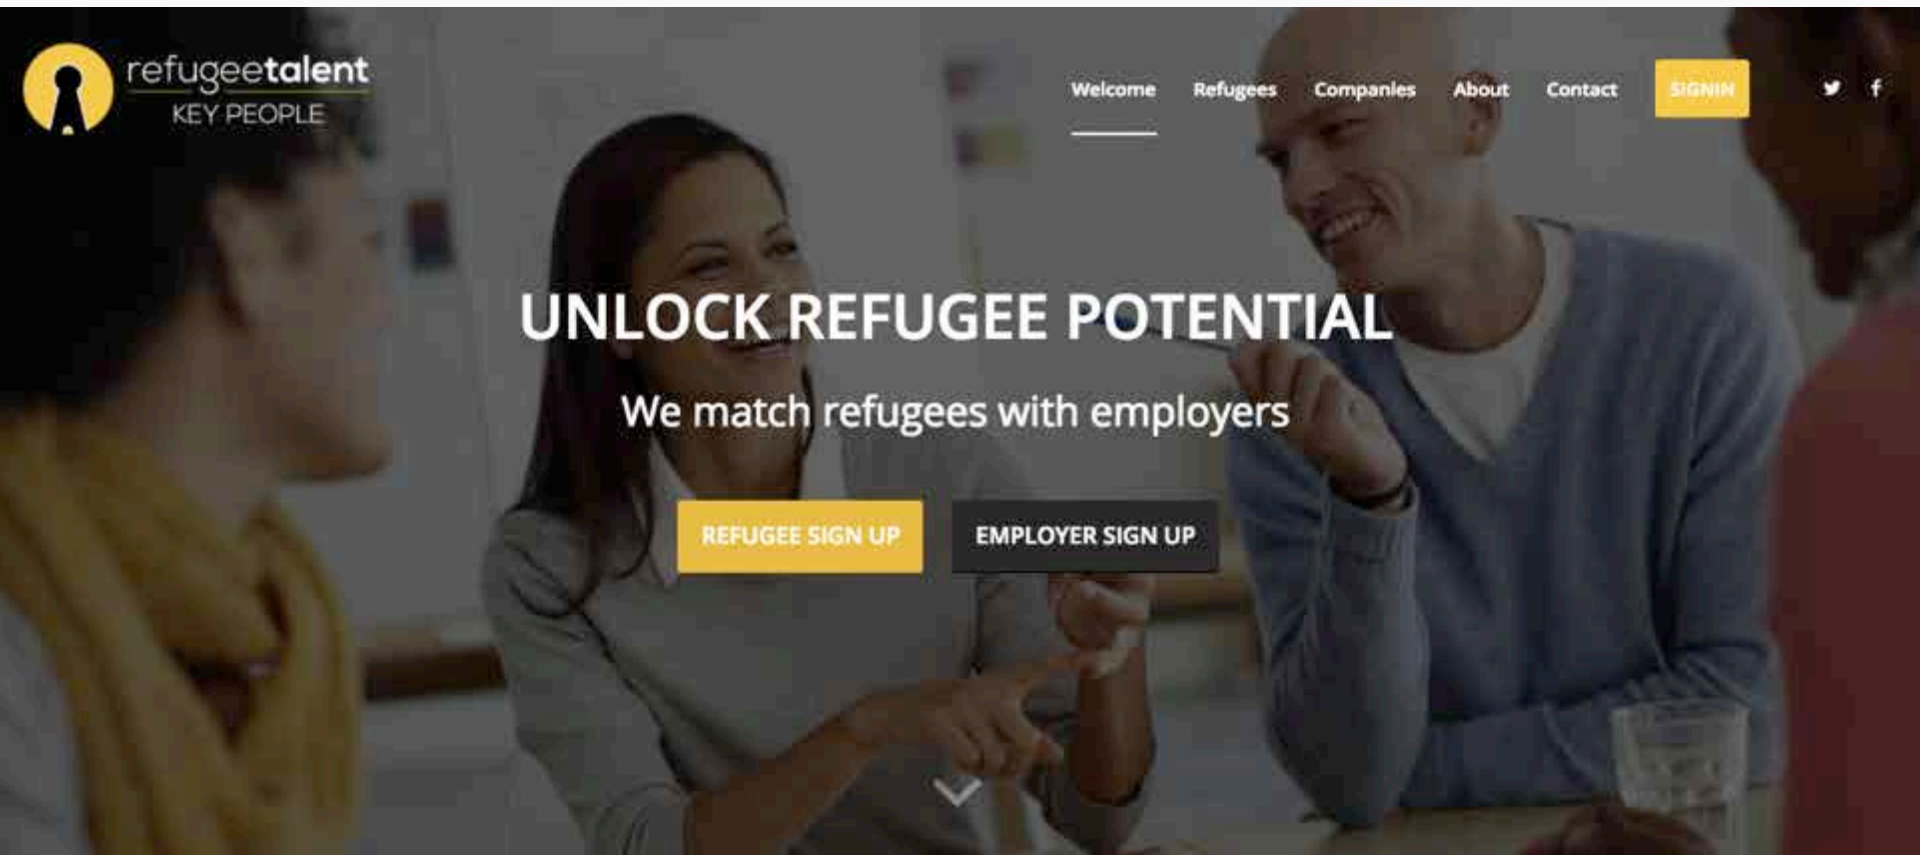 refugeetalent
KEY PEOPLE
Welcome Refugees Companies About Contact SIGNIN
UNLOCK REFUGEE POTENTIAL
We match refugees with employers
REFUGEE SIGN UP EMPLOYER SIGN UP